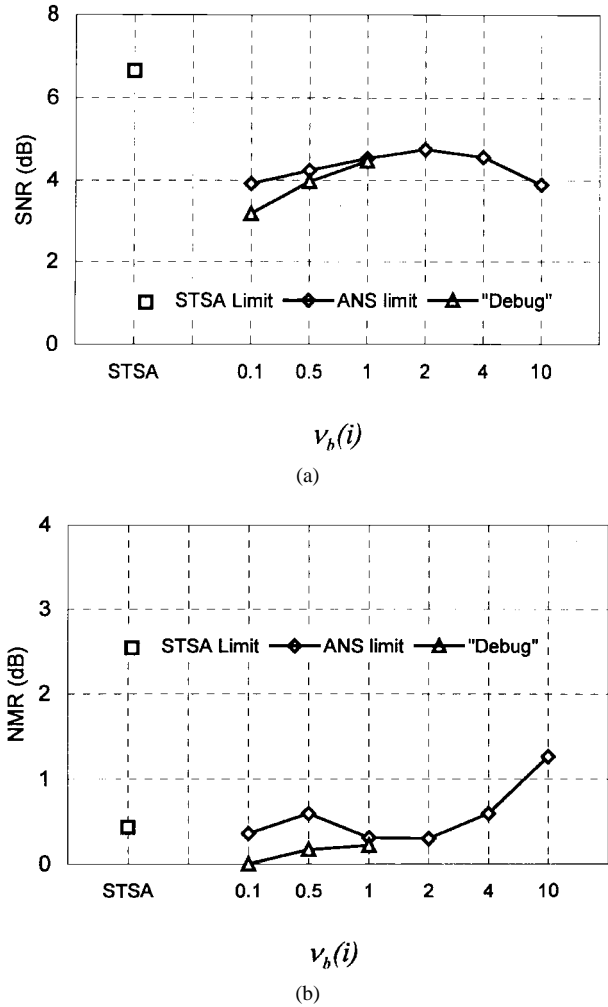 8
6
SNR (dB)
4
2
STSA Limit ANS limit "Debug"
0
STSA 0.1 0.5 1 2 4 10
ν_b(i)
(a)
4
3
STSA Limit ANS limit "Debug"
NMR (dB)
2
1
0
STSA 0.1 0.5 1 2 4 10
ν_b(i)
(b)